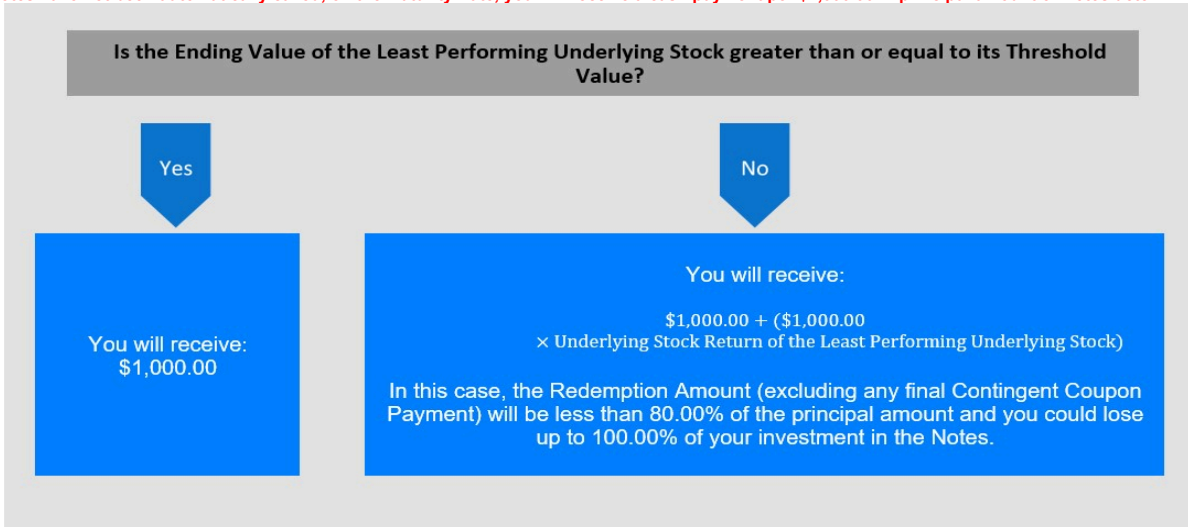 Is the Ending Value of the Least Performing Underlying Stock greater than or equal to its Threshold
Value?
Yes
No
You will receive:
$1,000.00
You will receive:
$1,000.00 + ($1,000.00
× Underlying Stock Return of the Least Performing Underlying Stock)
In this case, the Redemption Amount (excluding any final Contingent Coupon
Payment) will be less than 80.00% of the principal amount and you could lose
up to 100.00% of your investment in the Notes.